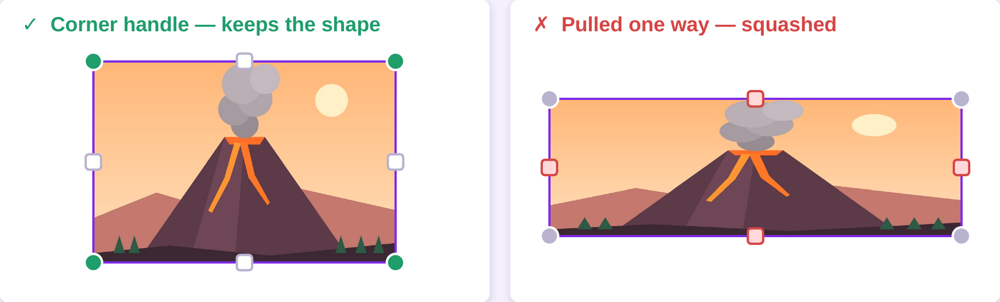 ✓ Corner handle — keeps the shape
✗ Pulled one way — squashed